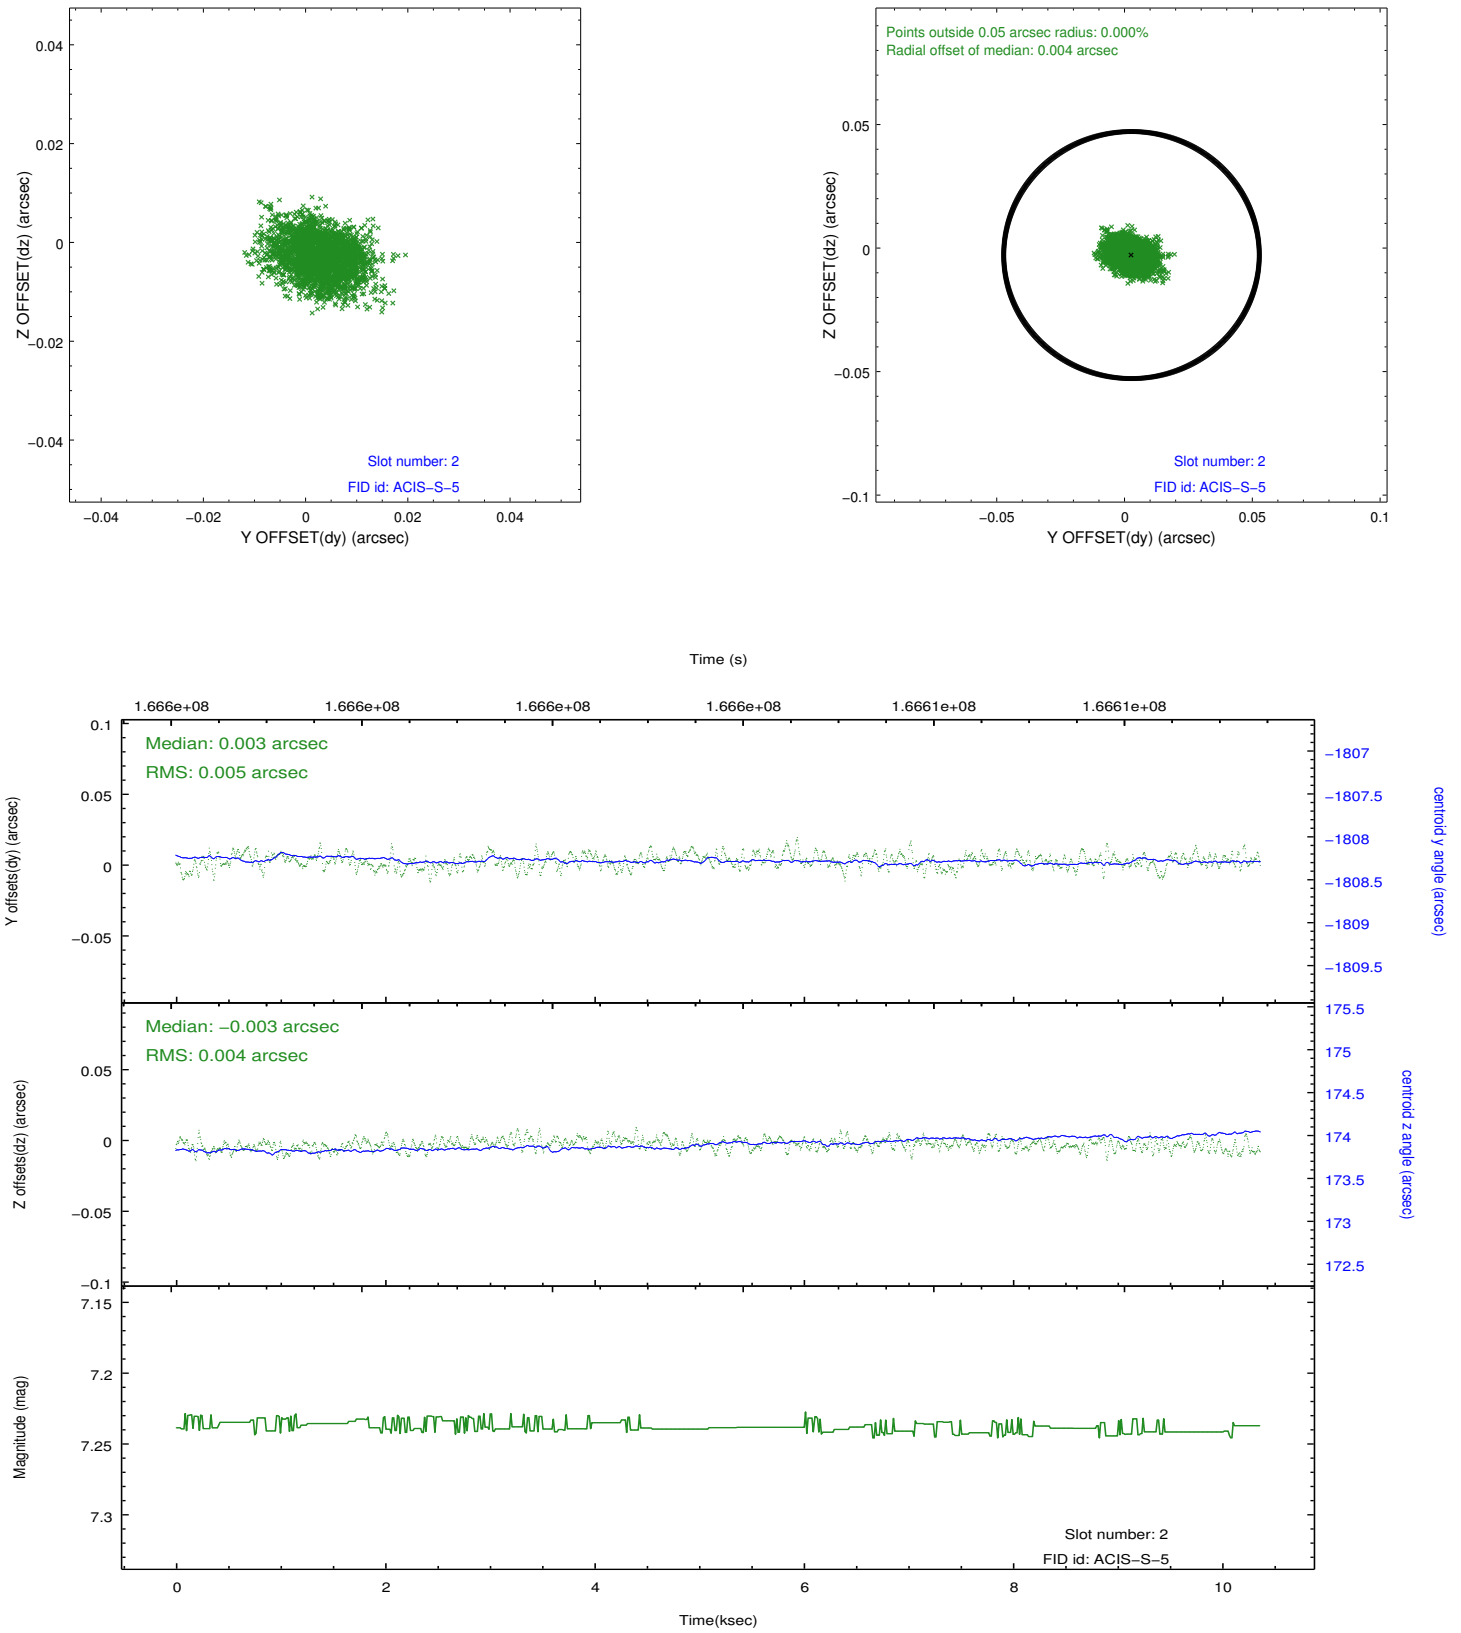 0.04
0.02
0
−0.02
−0.04
Z OFFSET(dz) (arcsec)
Slot number: 2
FID id: ACIS−S−5
−0.04 −0.02 0 0.02 0.04
Y OFFSET(dy) (arcsec)
Points outside 0.05 arcsec radius: 0.000%
Radial offset of median: 0.004 arcsec
0.05
0
−0.05
−0.1
Z OFFSET(dz) (arcsec)
Slot number: 2
FID id: ACIS−S−5
−0.05 0 0.05 0.1
Y OFFSET(dy) (arcsec)
Time (s)
1.666e+08 1.666e+08 1.666e+08 1.666e+08 1.6661e+08 1.6661e+08
Median: 0.003 arcsec
RMS: 0.005 arcsec
0.1
0.05
0
−0.05
Y offsets(dy) (arcsec)
−1807
−1807.5
−1808
−1808.5
−1809
−1809.5
centroid y angle (arcsec)
Median: −0.003 arcsec
RMS: 0.004 arcsec
0.05
0
−0.05
−0.1
Z offsets(dz) (arcsec)
175.5
175
174.5
174
173.5
173
172.5
centroid z angle (arcsec)
7.15
7.2
7.25
7.3
Magnitude (mag)
Slot number: 2
FID id: ACIS−S−5
0 2 4 6 8 10
Time(ksec)